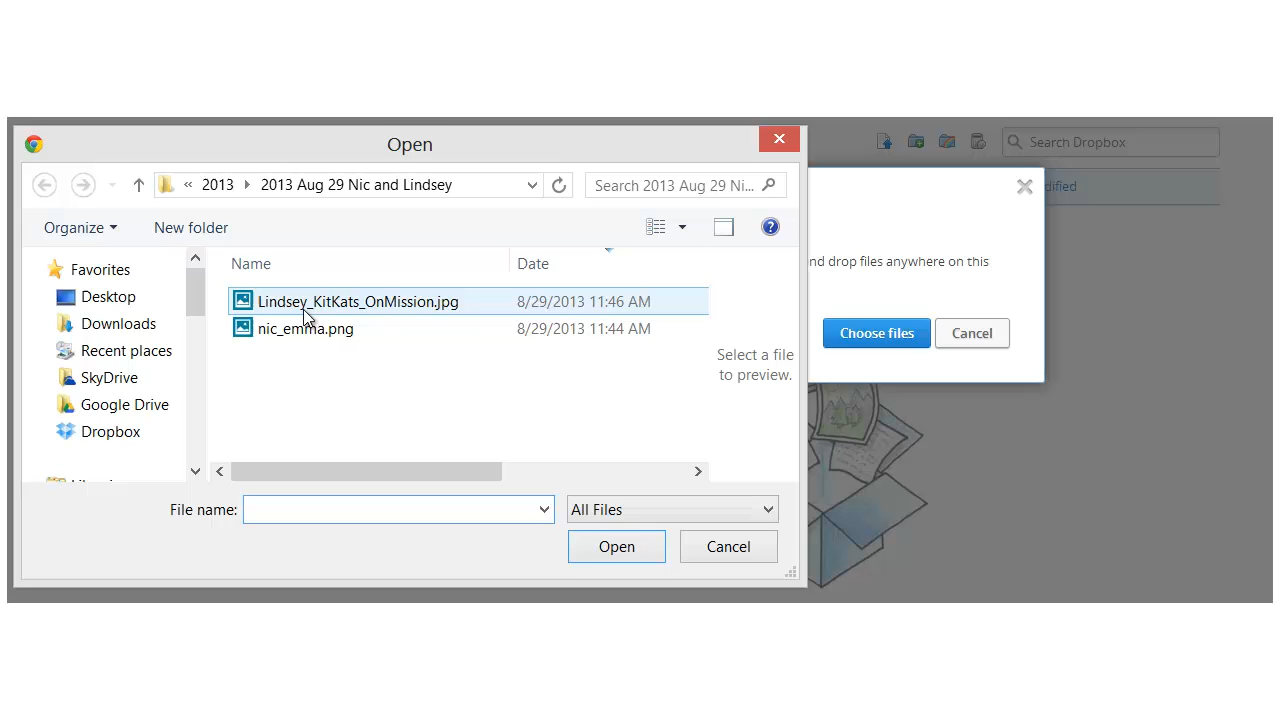 Open
« 2013 2013 Aug 29 Nic and Lindsey
Search 2013 Aug 29 Ni...
Organize New folder
Favorites
Desktop
Downloads
Recent places
SkyDrive
Google Drive
Dropbox
Name Date
Lindsey_KitKats_OnMission.jpg 8/29/2013 11:46 AM
nic_emma.png 8/29/2013 11:44 AM
Select a file
to preview.
File name: All Files
Open Cancel
Search Dropbox
dified
nd drop files anywhere on this
Choose files Cancel